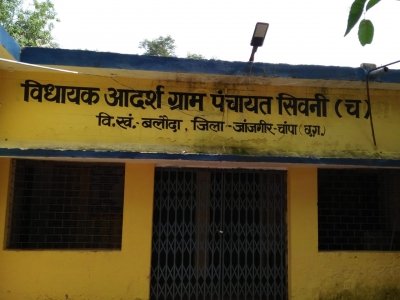 विधायक आदर्श ग्राम पंचायत सिवनी (च)
वि.खं.- बलौदा, जिला - जांजगीर-चांपा (छ.ग.)